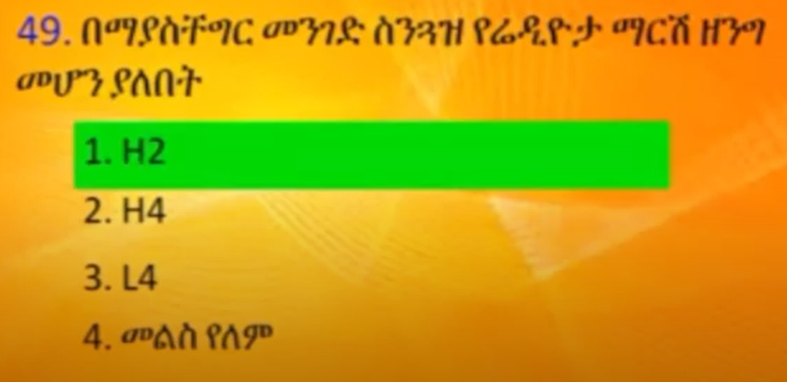 49. በማያስቸግር መንገድ ስንጓዝ የሬዲዮታ ማርሽ ዘንግ
መሆን ያለበት
1. H2
2. H4
3. L4
4. መልስ የለም